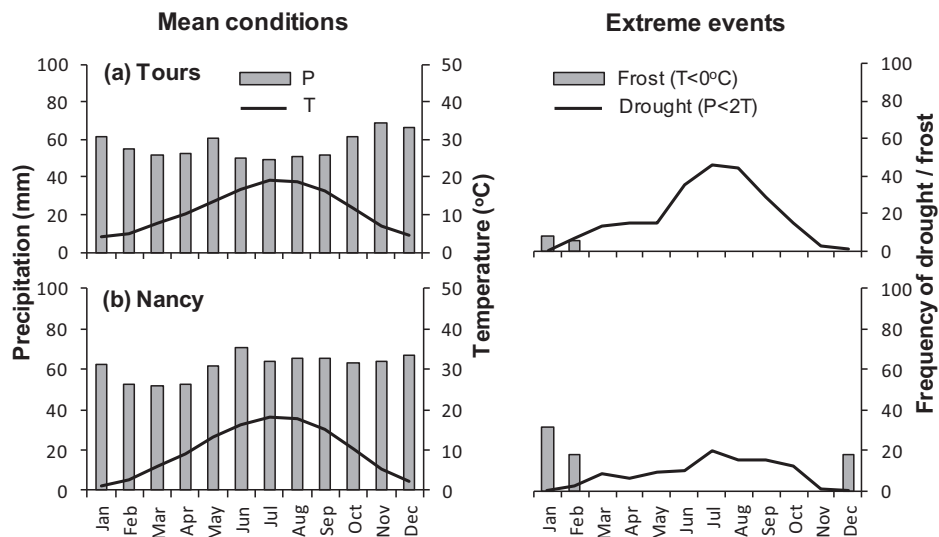 Mean conditions
Extreme events
(a) Tours
P
T
100
80
60
40
20
0
50
40
30
20
10
0
Frost (T<0°C)
Drought (P<2T)
100
80
60
40
20
0
(b) Nancy
100
80
60
40
20
0
50
40
30
20
10
0
100
80
60
40
20
0
Precipitation (mm)
Temperature (°C)
Frequency of drought / frost
Jan
Feb
Mar
Apr
May
Jun
Jul
Aug
Sep
Oct
Nov
Dec
Jan
Feb
Mar
Apr
May
Jun
Jul
Aug
Sep
Oct
Nov
Dec